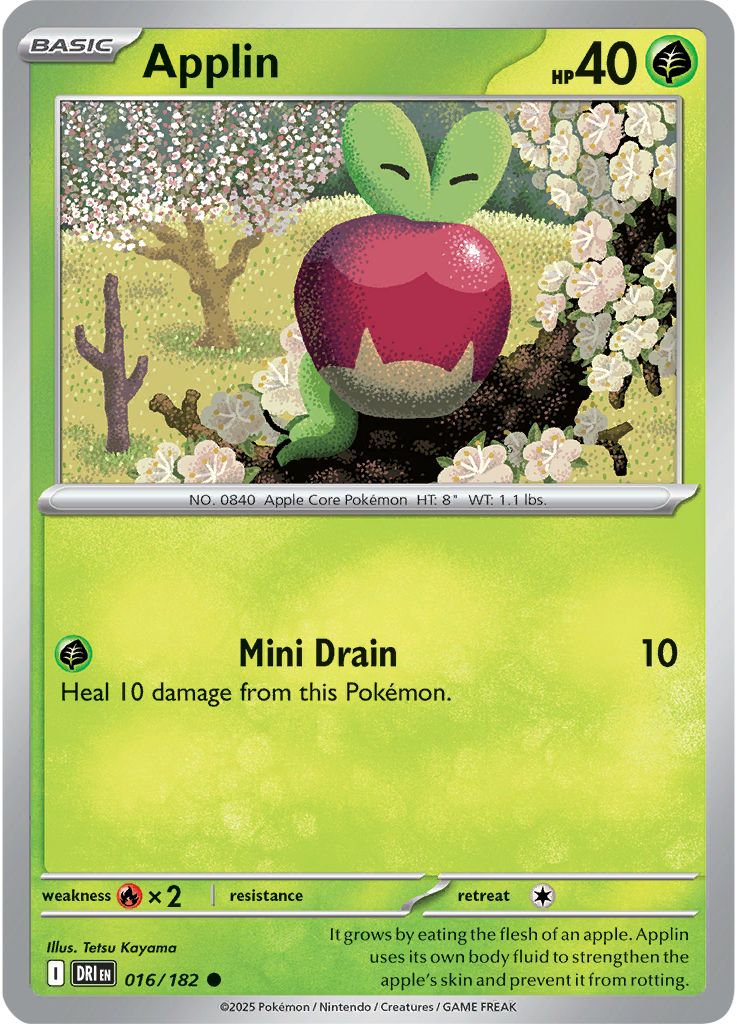 BASIC
Applin
HP 40
NO. 0840 Apple Core Pokémon HT: 8" WT: 1.1 lbs.
Mini Drain 10
Heal 10 damage from this Pokémon.
weakness ×2 resistance retreat
Illus. Tetsu Kayama
It grows by eating the flesh of an apple. Applin
uses its own body fluid to strengthen the
apple's skin and prevent it from rotting.
I DRI EN 016/182
©2025 Pokémon / Nintendo / Creatures / GAME FREAK